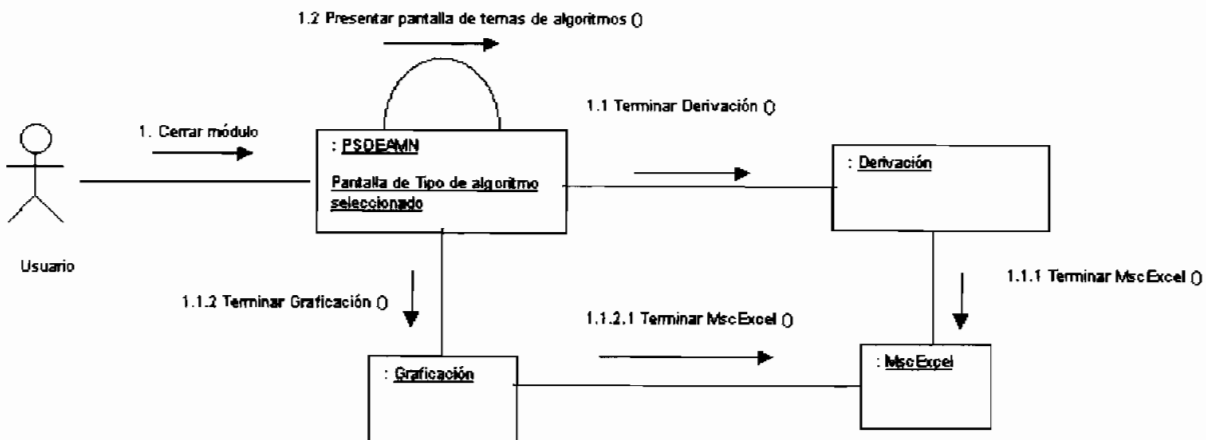 1.2 Presentar pantalla de temas de algoritmos ()
1.1 Terminar Derivación ()
1. Cerrar módulo
: PSDEAMN
Pantalla de Tipo de algoritmo
seleccionado
: Derivación
Usuario
1.1.2 Terminar Graficación ()
1.1.2.1 Terminar MscExcel ()
1.1.1 Terminar MscExcel ()
: Graficación
: MscExcel